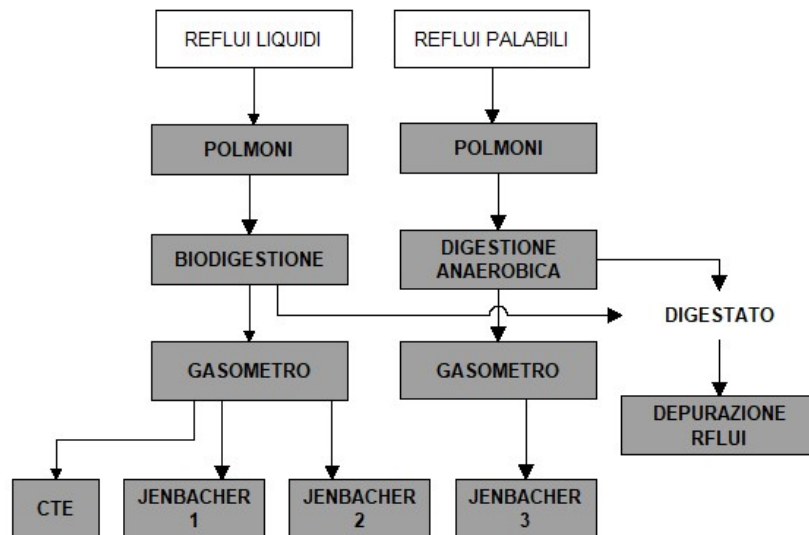 REFLUI LIQUIDI
REFLUI PALABILI
POLMONI
POLMONI
BIODIGESTIONE
DIGESTIONE
ANAEROBICA
DIGESTATO
GASOMETRO
GASOMETRO
DEPURAZIONE
RFLUI
CTE
JENBACHER
1
JENBACHER
2
JENBACHER
3